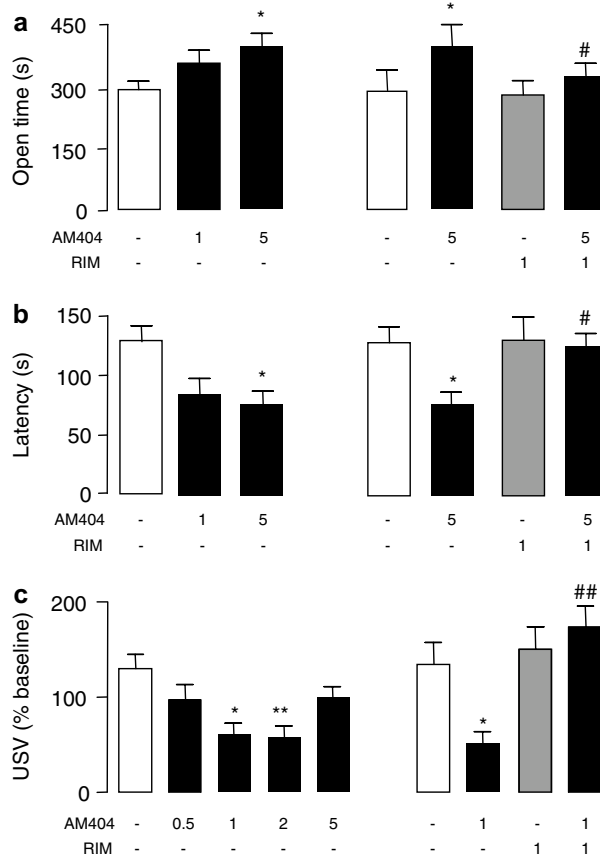 a
Open time (s)
450
300
150
0
* * #
AM404 - 1 5 - 5 - 5
RIM - - - - - 1 1
b
Latency (s)
150
100
50
0
* * #
AM404 - 1 5 - 5 - 5
RIM - - - - - 1 1
c
USV (% baseline)
200
100
0
* ** * ##
AM404 - 0.5 1 2 5 - 1 - 1
RIM - - - - - - - 1 1